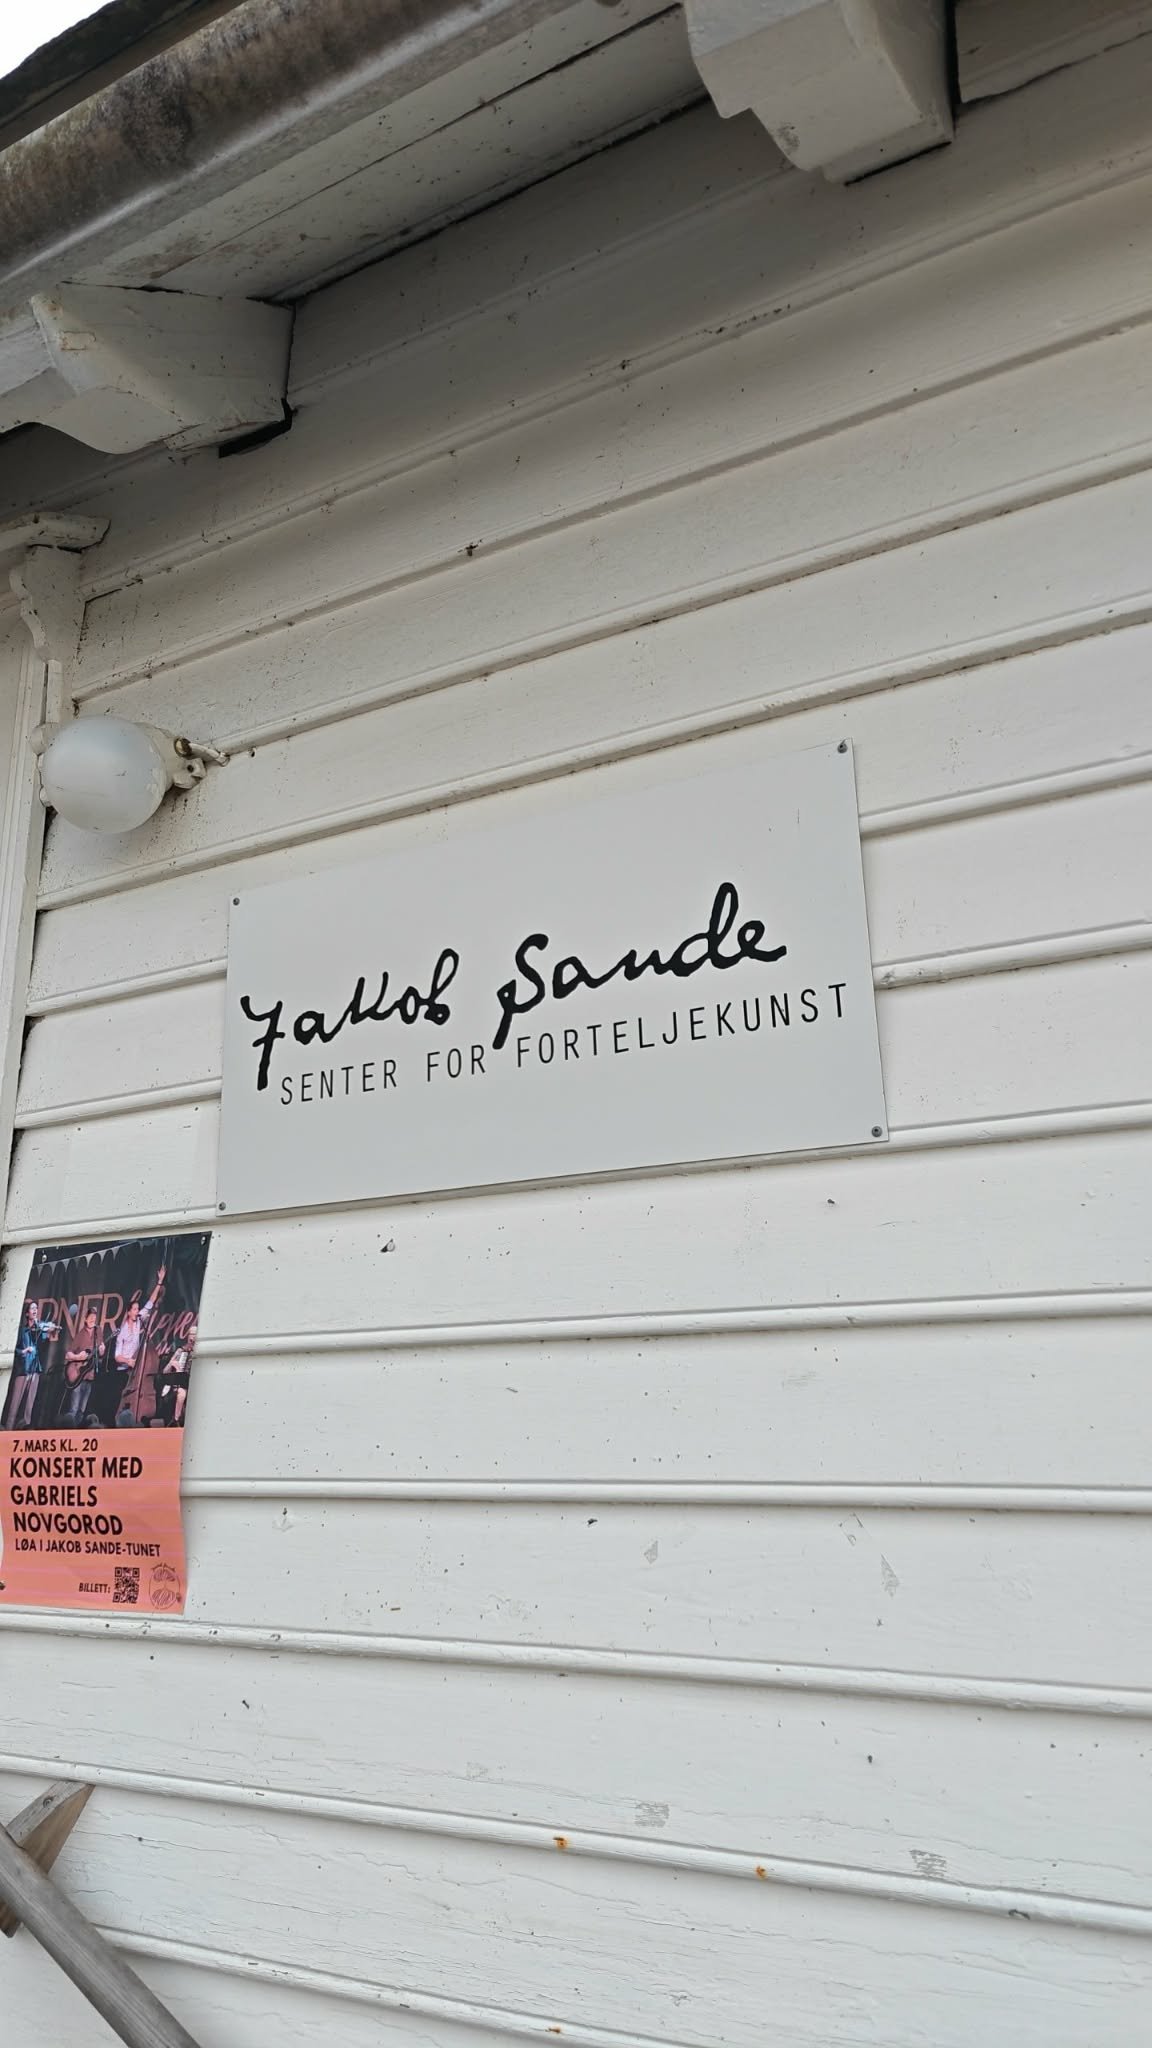 Jakob Sande
SENTER FOR FORTELJEKUNST
7. MARS KL. 20
KONSERT MED
GABRIELS
NOVGOROD
LØA I JAKOB SANDE-TUNET
BILLETT: